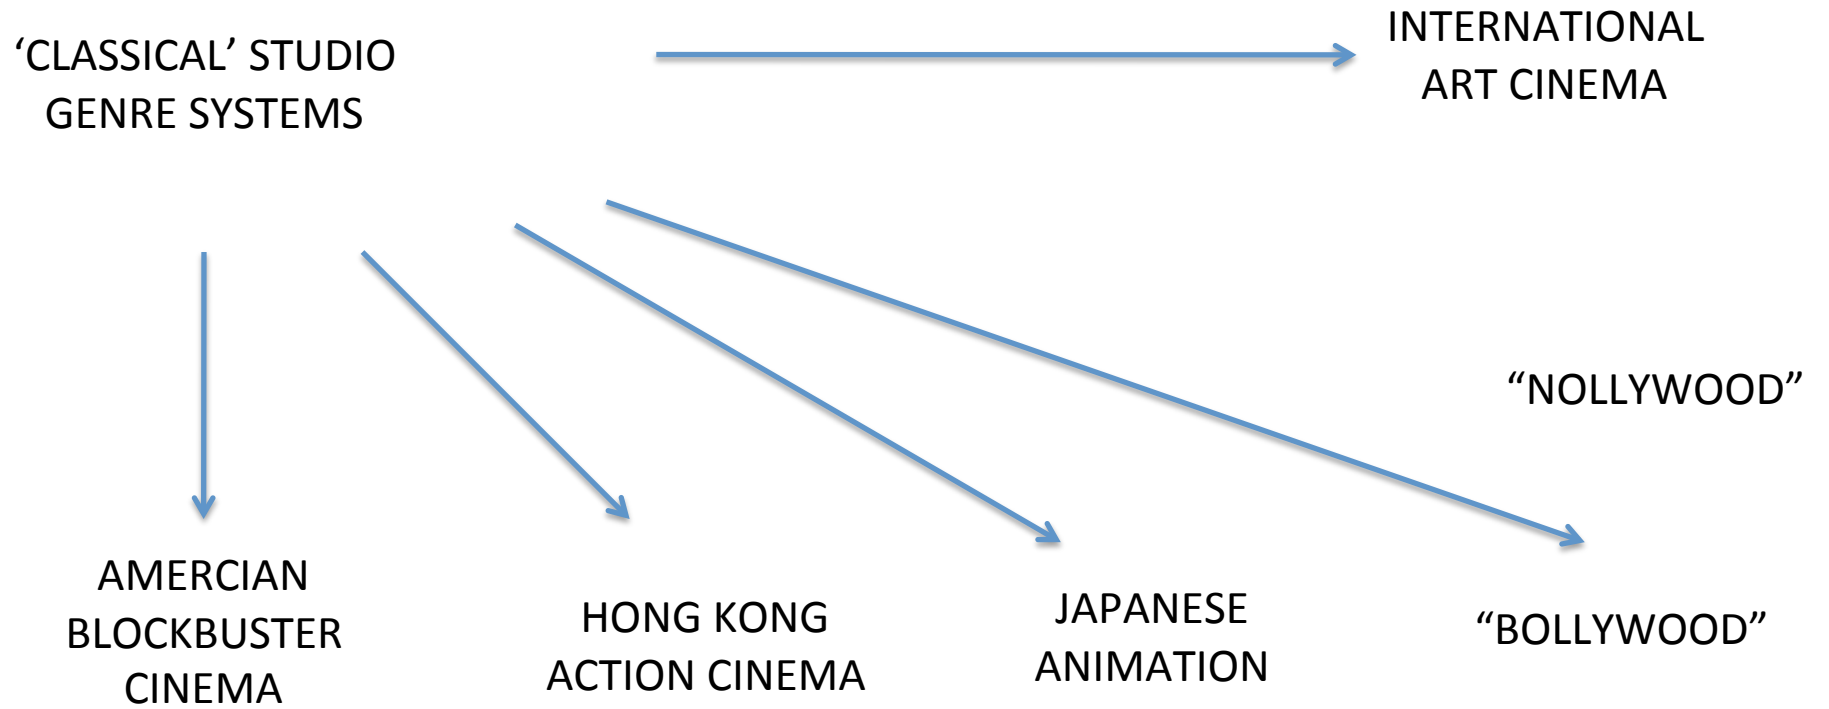 ‘CLASSICAL’ STUDIO
GENRE SYSTEMS
INTERNATIONAL
ART CINEMA
“NOLLYWOOD”
AMERCIAN
BLOCKBUSTER
CINEMA
HONG KONG
ACTION CINEMA
JAPANESE
ANIMATION
“BOLLYWOOD”